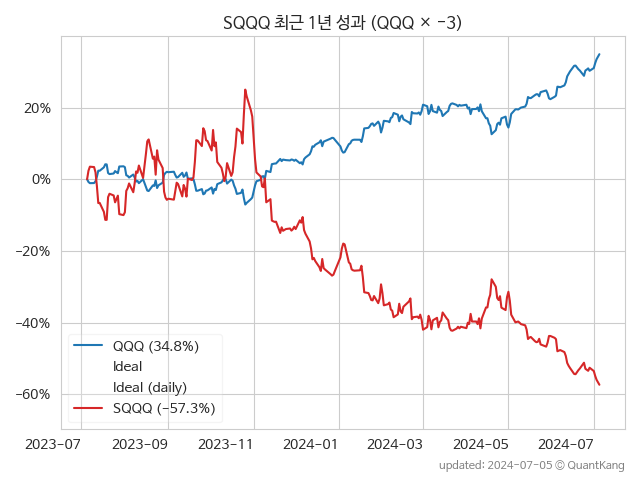 SQQQ 최근 1년 성과 (QQQ × −3)
20%
0%
−20%
−40%
−60%
QQQ (34.8%)
Ideal
Ideal (daily)
SQQQ (−57.3%)
2023−07 2023−09 2023−11 2024−01 2024−03 2024−05 2024−07
updated: 2024-07-05 © QuantKang